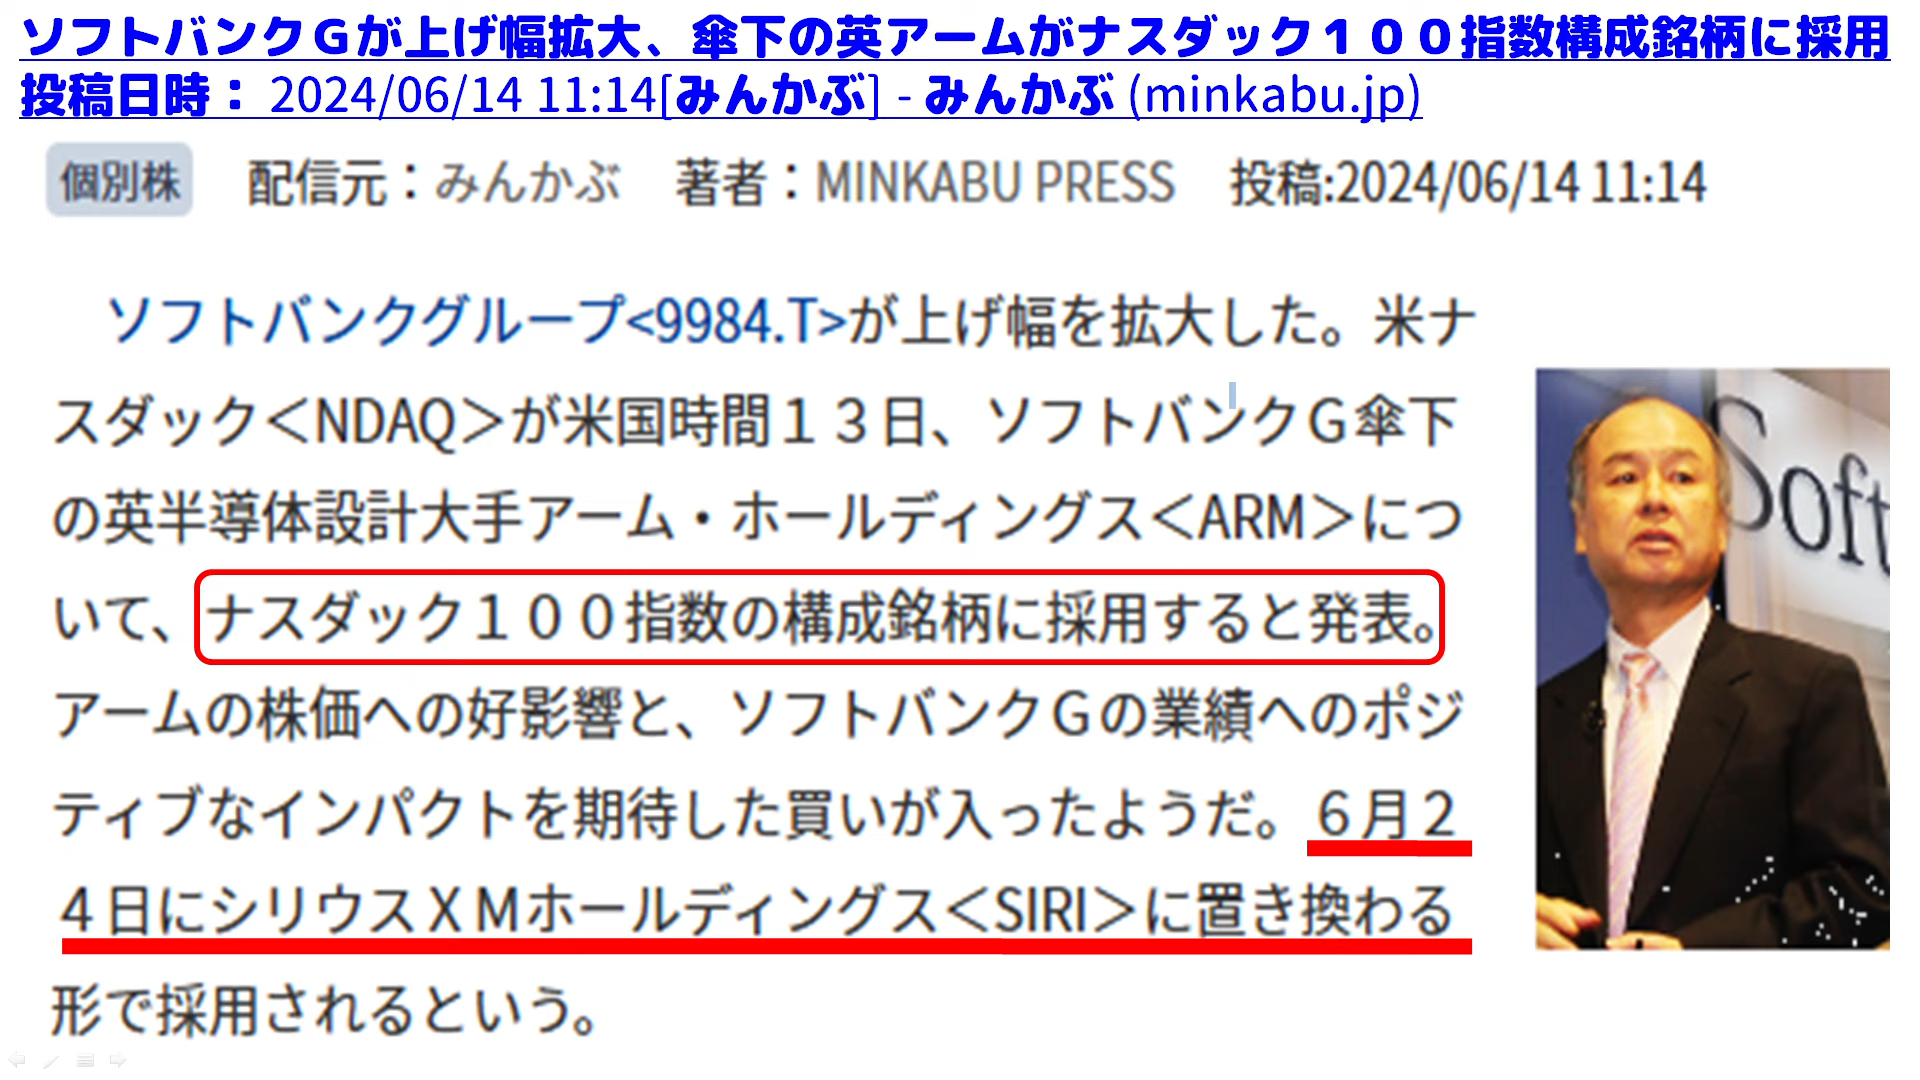 ソフトバンクＧが上げ幅拡大、傘下の英アームがナスダック１００指数構成銘柄に採用
投稿日時： 2024/06/14 11:14[みんかぶ] - みんかぶ (minkabu.jp)
個別株 配信元：みんかぶ 著者：MINKABU PRESS 投稿:2024/06/14 11:14
ソフトバンクグループ<9984.T>が上げ幅を拡大した。米ナ
スダック＜NDAQ＞が米国時間１３日、ソフトバンクＧ傘下
の英半導体設計大手アーム・ホールディングス＜ARM＞につ
いて、ナスダック１００指数の構成銘柄に採用すると発表。
アームの株価への好影響と、ソフトバンクＧの業績へのポジ
ティブなインパクトを期待した買いが入ったようだ。６月２
４日にシリウスＸＭホールディングス＜SIRI＞に置き換わる
形で採用されるという。
Soft